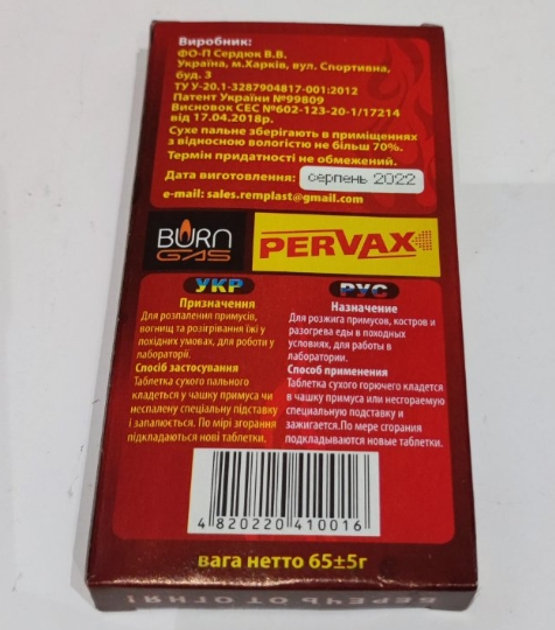 Виробник:
ФО-П Сердюк В.В.
Україна, м.Харків, вул. Спортивна,
буд. 3
ТУ У-20.1-3287904817-001:2012
Патент України №99809
Висновок СЕС №602-123-20-1/17214
від 17.04.2018р.
Сухе пальне зберігають в приміщеннях
з відносною вологістю не більш 70%.
Термін придатності не обмежений.
Дата виготовлення: серпень 2022
e-mail: sales.remplast@gmail.com
BURN
GAS
PERVAX
УКР
Призначення
Для розпалення примусів,
вогнищ та розігрівання їжі у
похідних умовах, для роботи у
лабораторії.
Спосіб застосування
Таблетка сухого пального
кладеться у чашку примуса чи
неспалену спеціальну підставку
і запалюється. По мірі згорання
підкладаються нові таблетки.
РУС
Назначение
Для розжига примусов, костров и
разогрева еды в походных
условиях, для работы в
лаборатории.
Способ применения
Таблетка сухого горючего кладется
в чашку примуса или несгораемую
специальную подставку и
зажигается.По мере сгорания
подкладываются новые таблетки.
4 820220 410016
вага нетто 65±5г